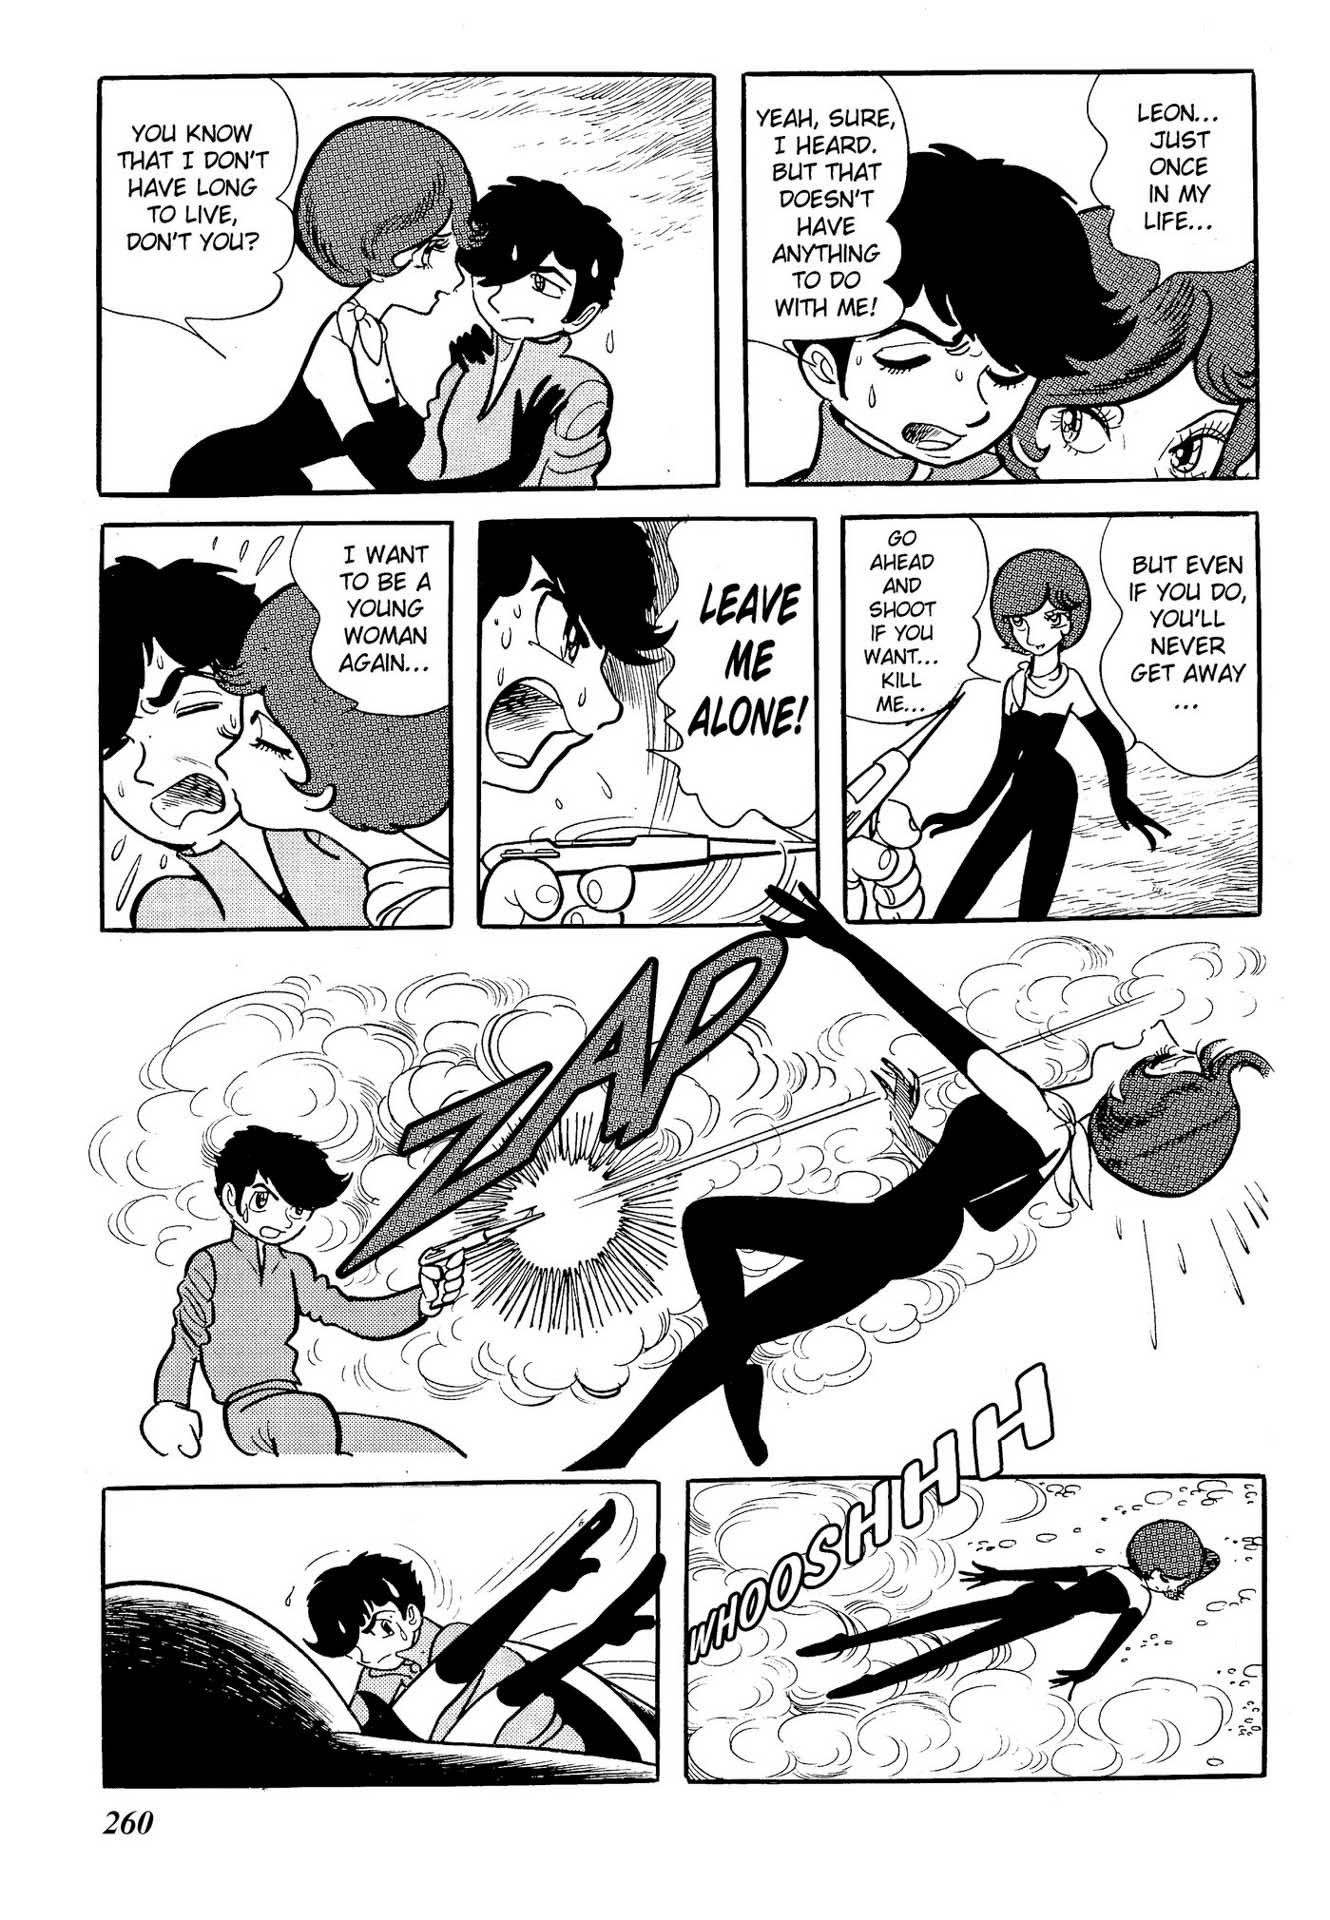 YOU KNOW
THAT I DON'T
HAVE LONG
TO LIVE,
DON'T YOU?
YEAH, SURE,
I HEARD.
BUT THAT
DOESN'T
HAVE
ANYTHING
TO DO
WITH ME!
LEON...
JUST
ONCE
IN MY
LIFE...
I WANT
TO BE A
YOUNG
WOMAN
AGAIN...
LEAVE
ME
ALONE!
GO
AHEAD
AND
SHOOT
IF YOU
WANT...
KILL
ME...
BUT EVEN
IF YOU DO,
YOU'LL
NEVER
GET AWAY
...
ZAP
WHOOSHHHH
260